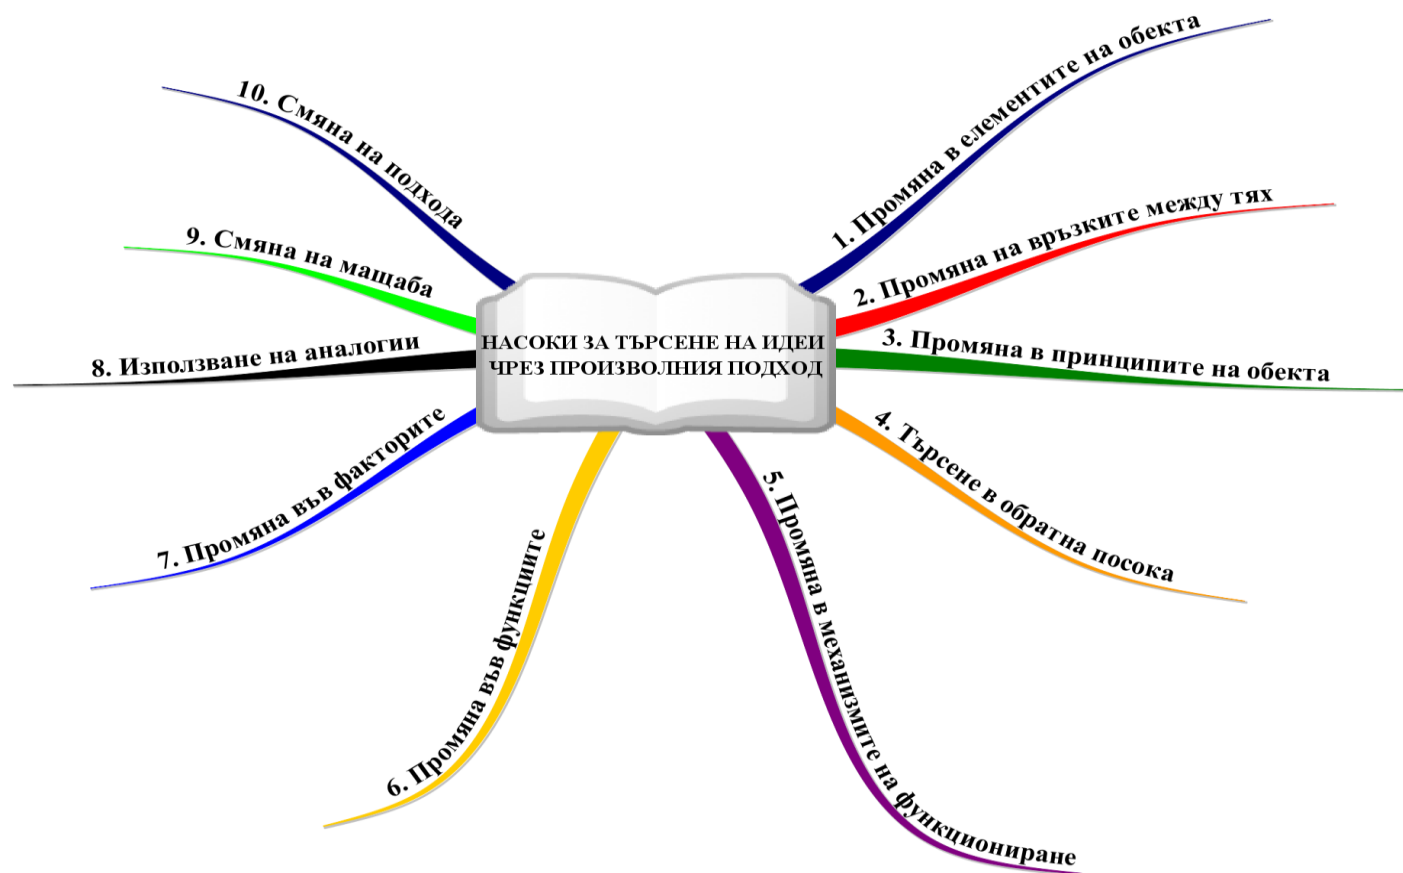 НАСОКИ ЗА ТЪРСЕНЕ НА ИДЕИ
ЧРЕЗ ПРОИЗВОЛНИЯ ПОДХОД
1. Промяна в елементите на обекта
2. Промяна на връзките между тях
3. Промяна в принципите на обекта
4. Търсене в обратна посока
5. Промяна в механизмите на функциониране
6. Промяна във функциите
7. Промяна във факторите
8. Използване на аналогии
9. Смяна на мащаба
10. Смяна на подхода